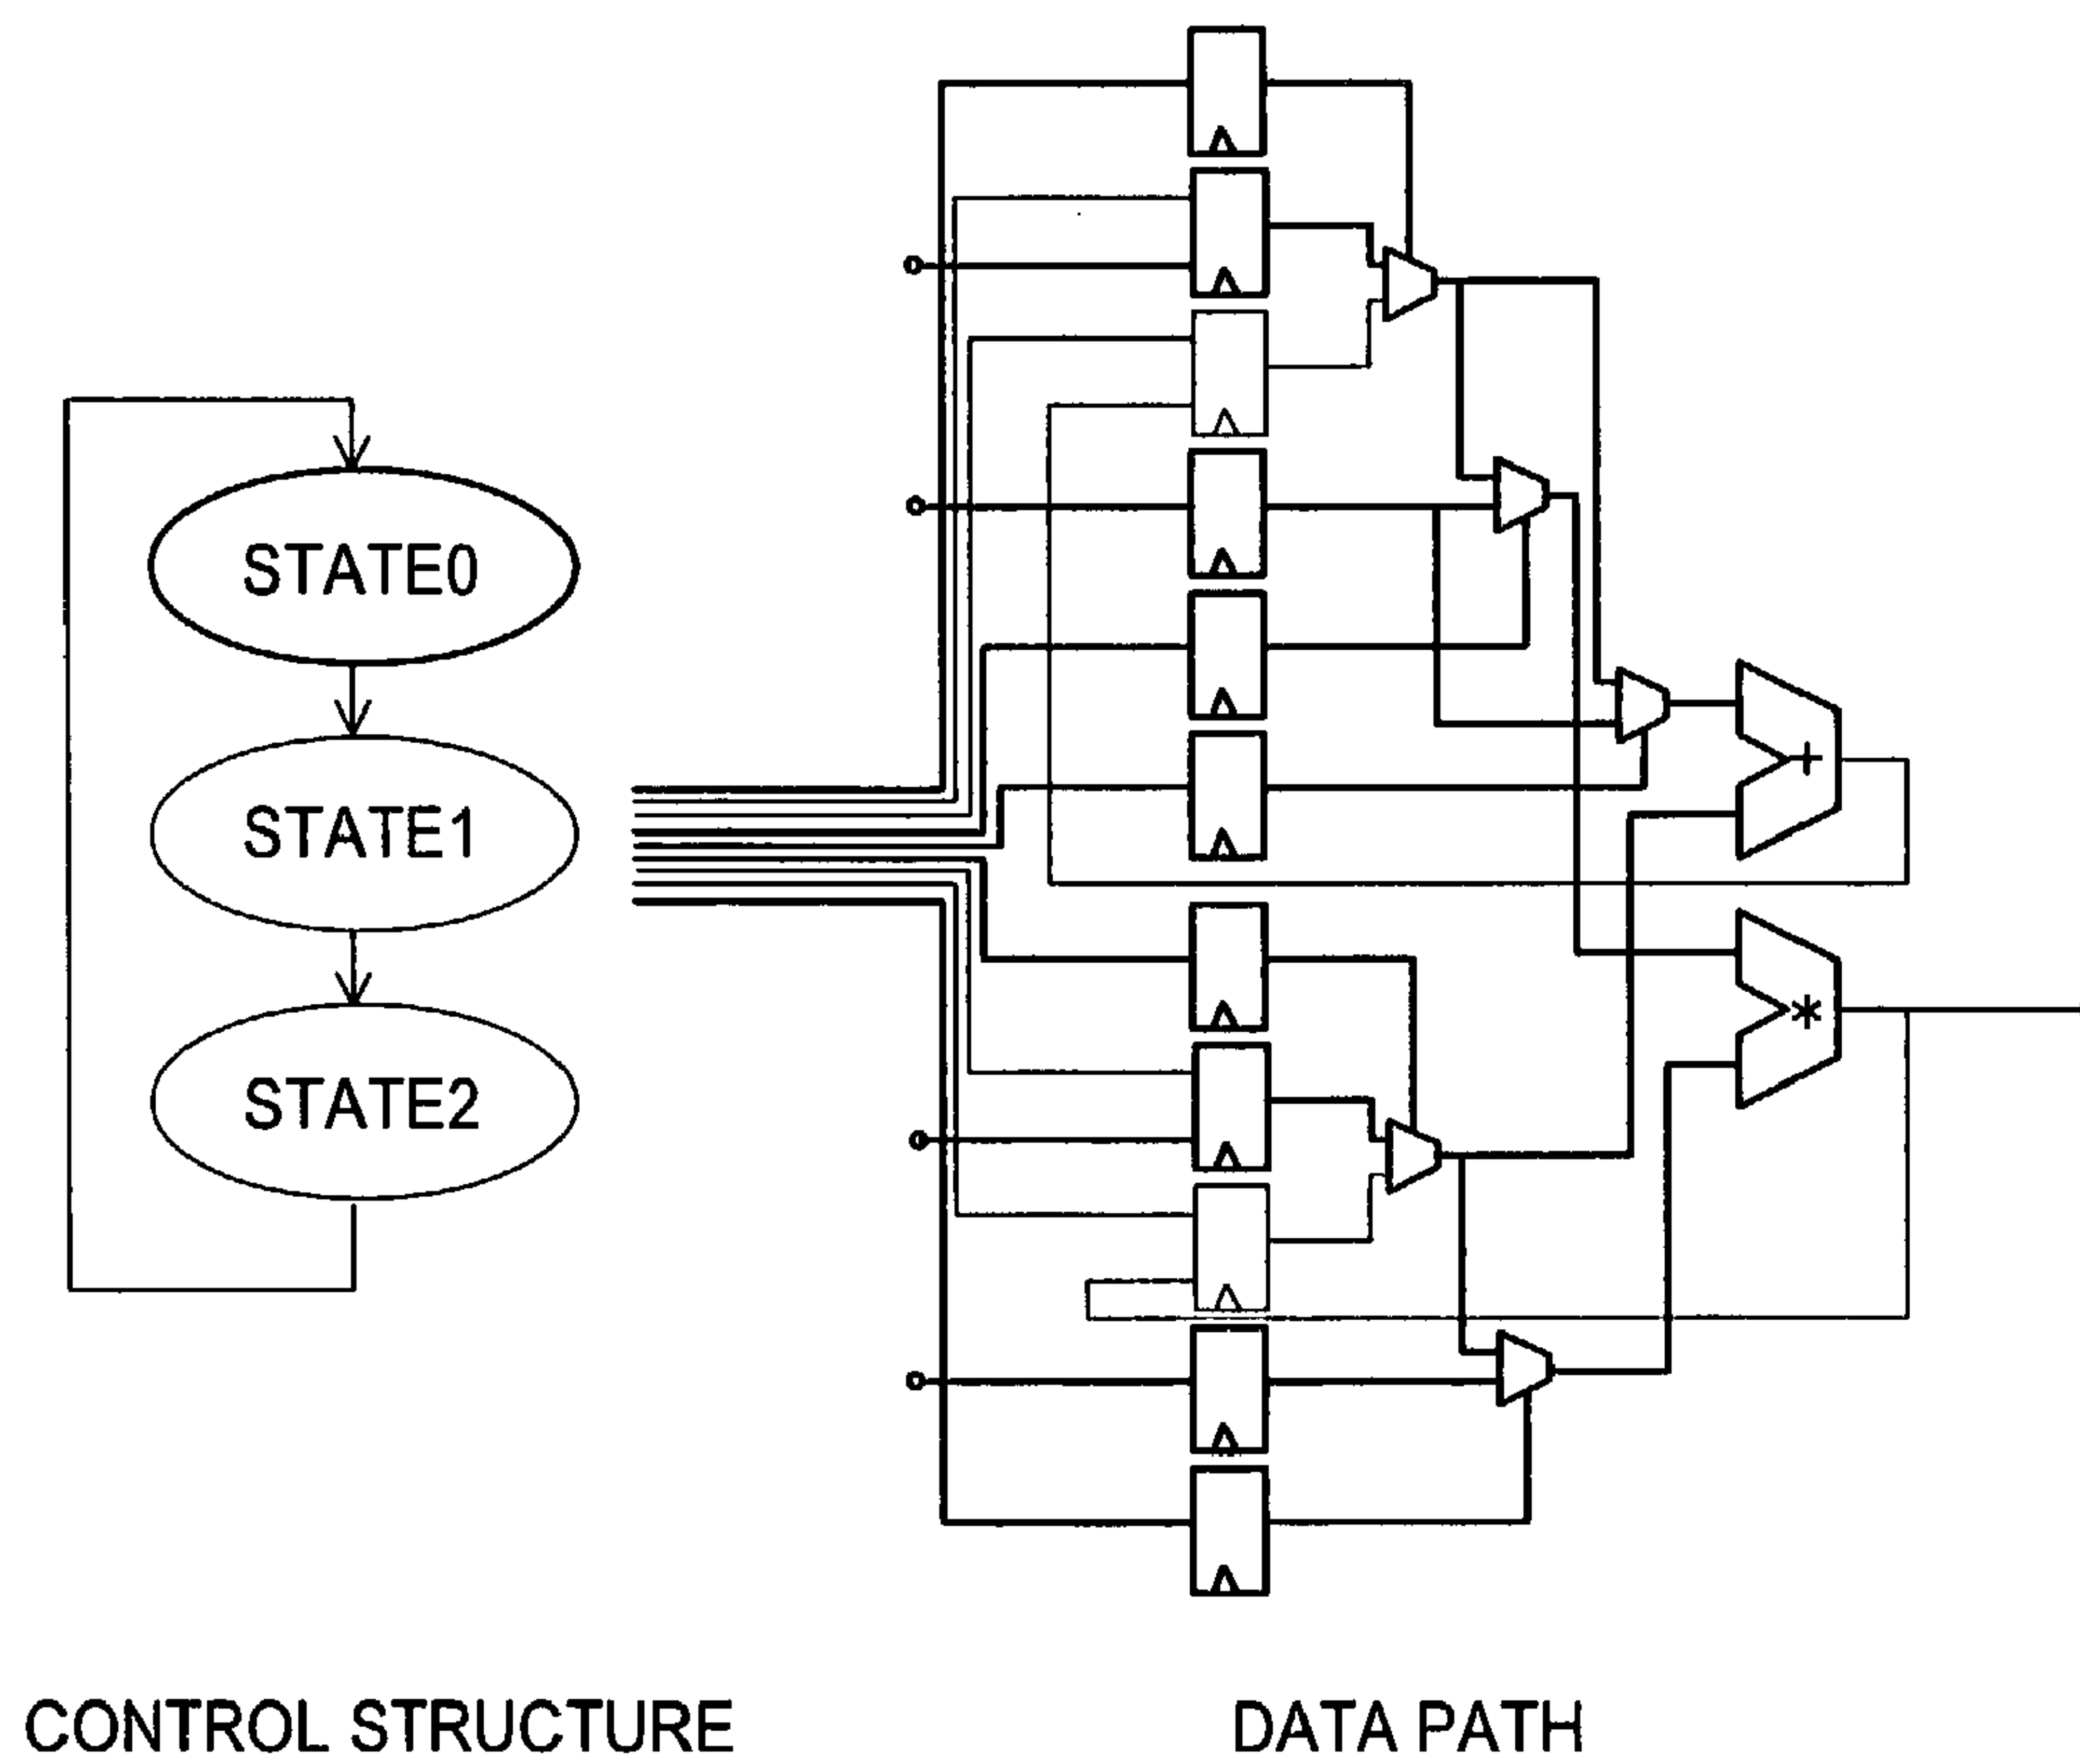 STATE0
STATE1
STATE2
+
*
CONTROL STRUCTURE
DATA PATH